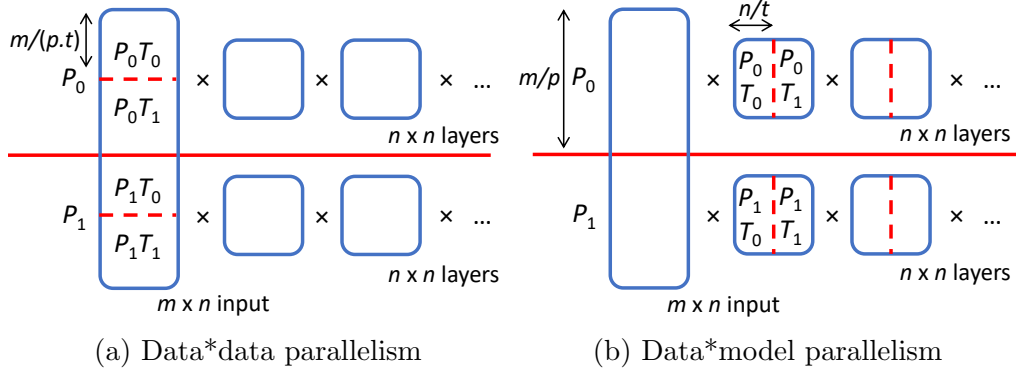 m/(p.t)
P₀
P₀T₀
P₀T₁
× × × ...
n x n layers
P₁
P₁T₀
P₁T₁
× × × ...
n x n layers
m x n input
(a) Data*data parallelism
n/t
m/p P₀
× P₀ P₀ × × ...
T₀ T₁
n x n layers
P₁
× P₁ P₁ × × ...
T₀ T₁
n x n layers
m x n input
(b) Data*model parallelism